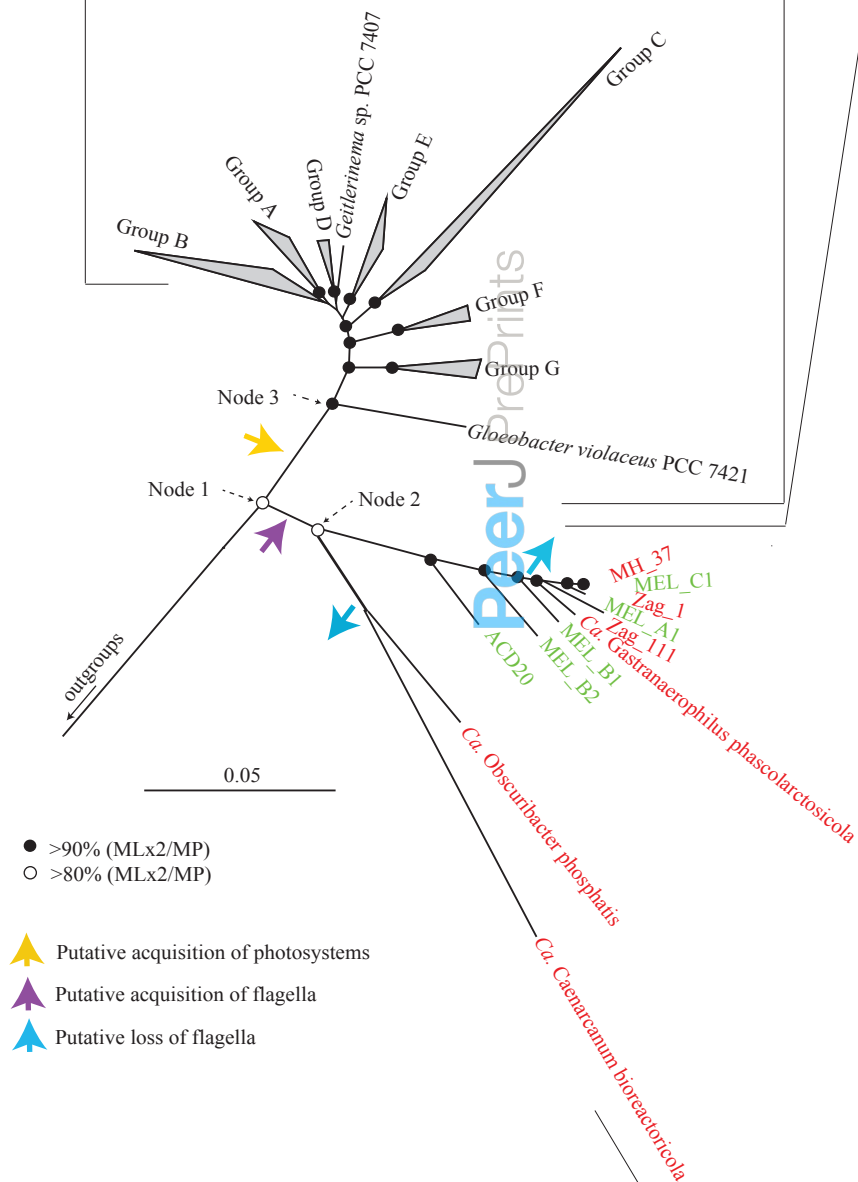 Group C
Geitlerinema sp. PCC 7407
Group E
Group D
Group A
Group B
Group F
Group G
Node 3
Gloeobacter violaceus PCC 7421
Node 1
Node 2
PeerJ PrePrints
MH_37
MEL_C1
Zag_1
MEL_A1
Zag_111
Ca. Gastranaerophilus phascolarctosicola
MEL_B1
MEL_B2
ACD20
outgroups
Ca. Obscuribacter phosphatis
0.05
Ca. Caenarcanum bioreactoricola
>90% (MLx2/MP)
>80% (MLx2/MP)
Putative acquisition of photosystems
Putative acquisition of flagella
Putative loss of flagella